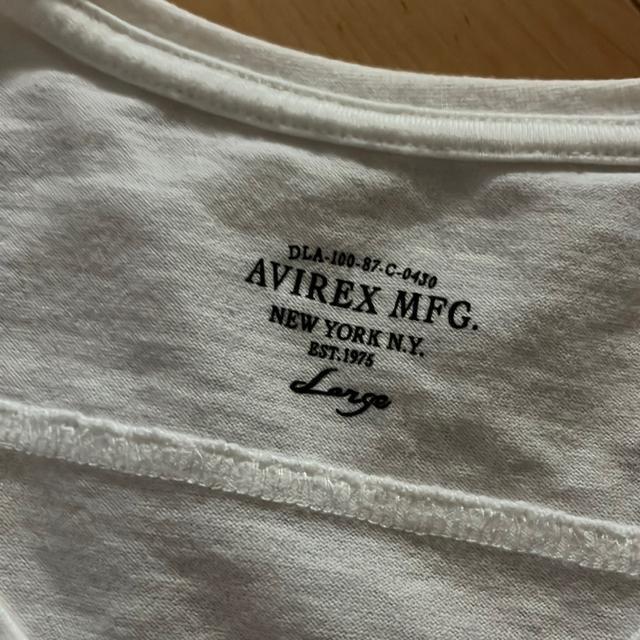 DLA-100-87-C-0430
AVIREX MFG.
NEW YORK N.Y.
EST.1975
Large